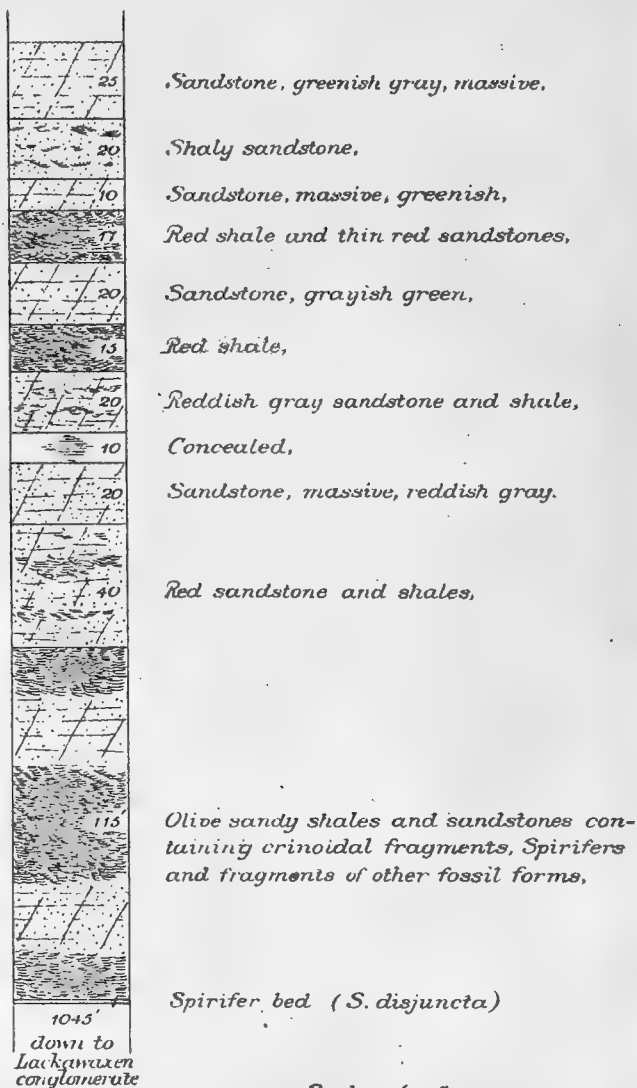 25 Sandstone, greenish gray, massive,
20 Shaly sandstone,
10 Sandstone, massive, greenish,
17 Red shale and thin red sandstones,
20 Sandstone, grayish green,
15 Red shale,
20 Reddish gray sandstone and shale,
10 Concealed,
20 Sandstone, massive, reddish gray.
40 Red sandstone and shales,
115' Olive sandy shales and sandstones con-
taining crinoidal fragments, Spirifers
and fragments of other fossil forms,
Spirifer bed (S. disjuncta)
1045'
down to
Lackawaxen
conglomerate